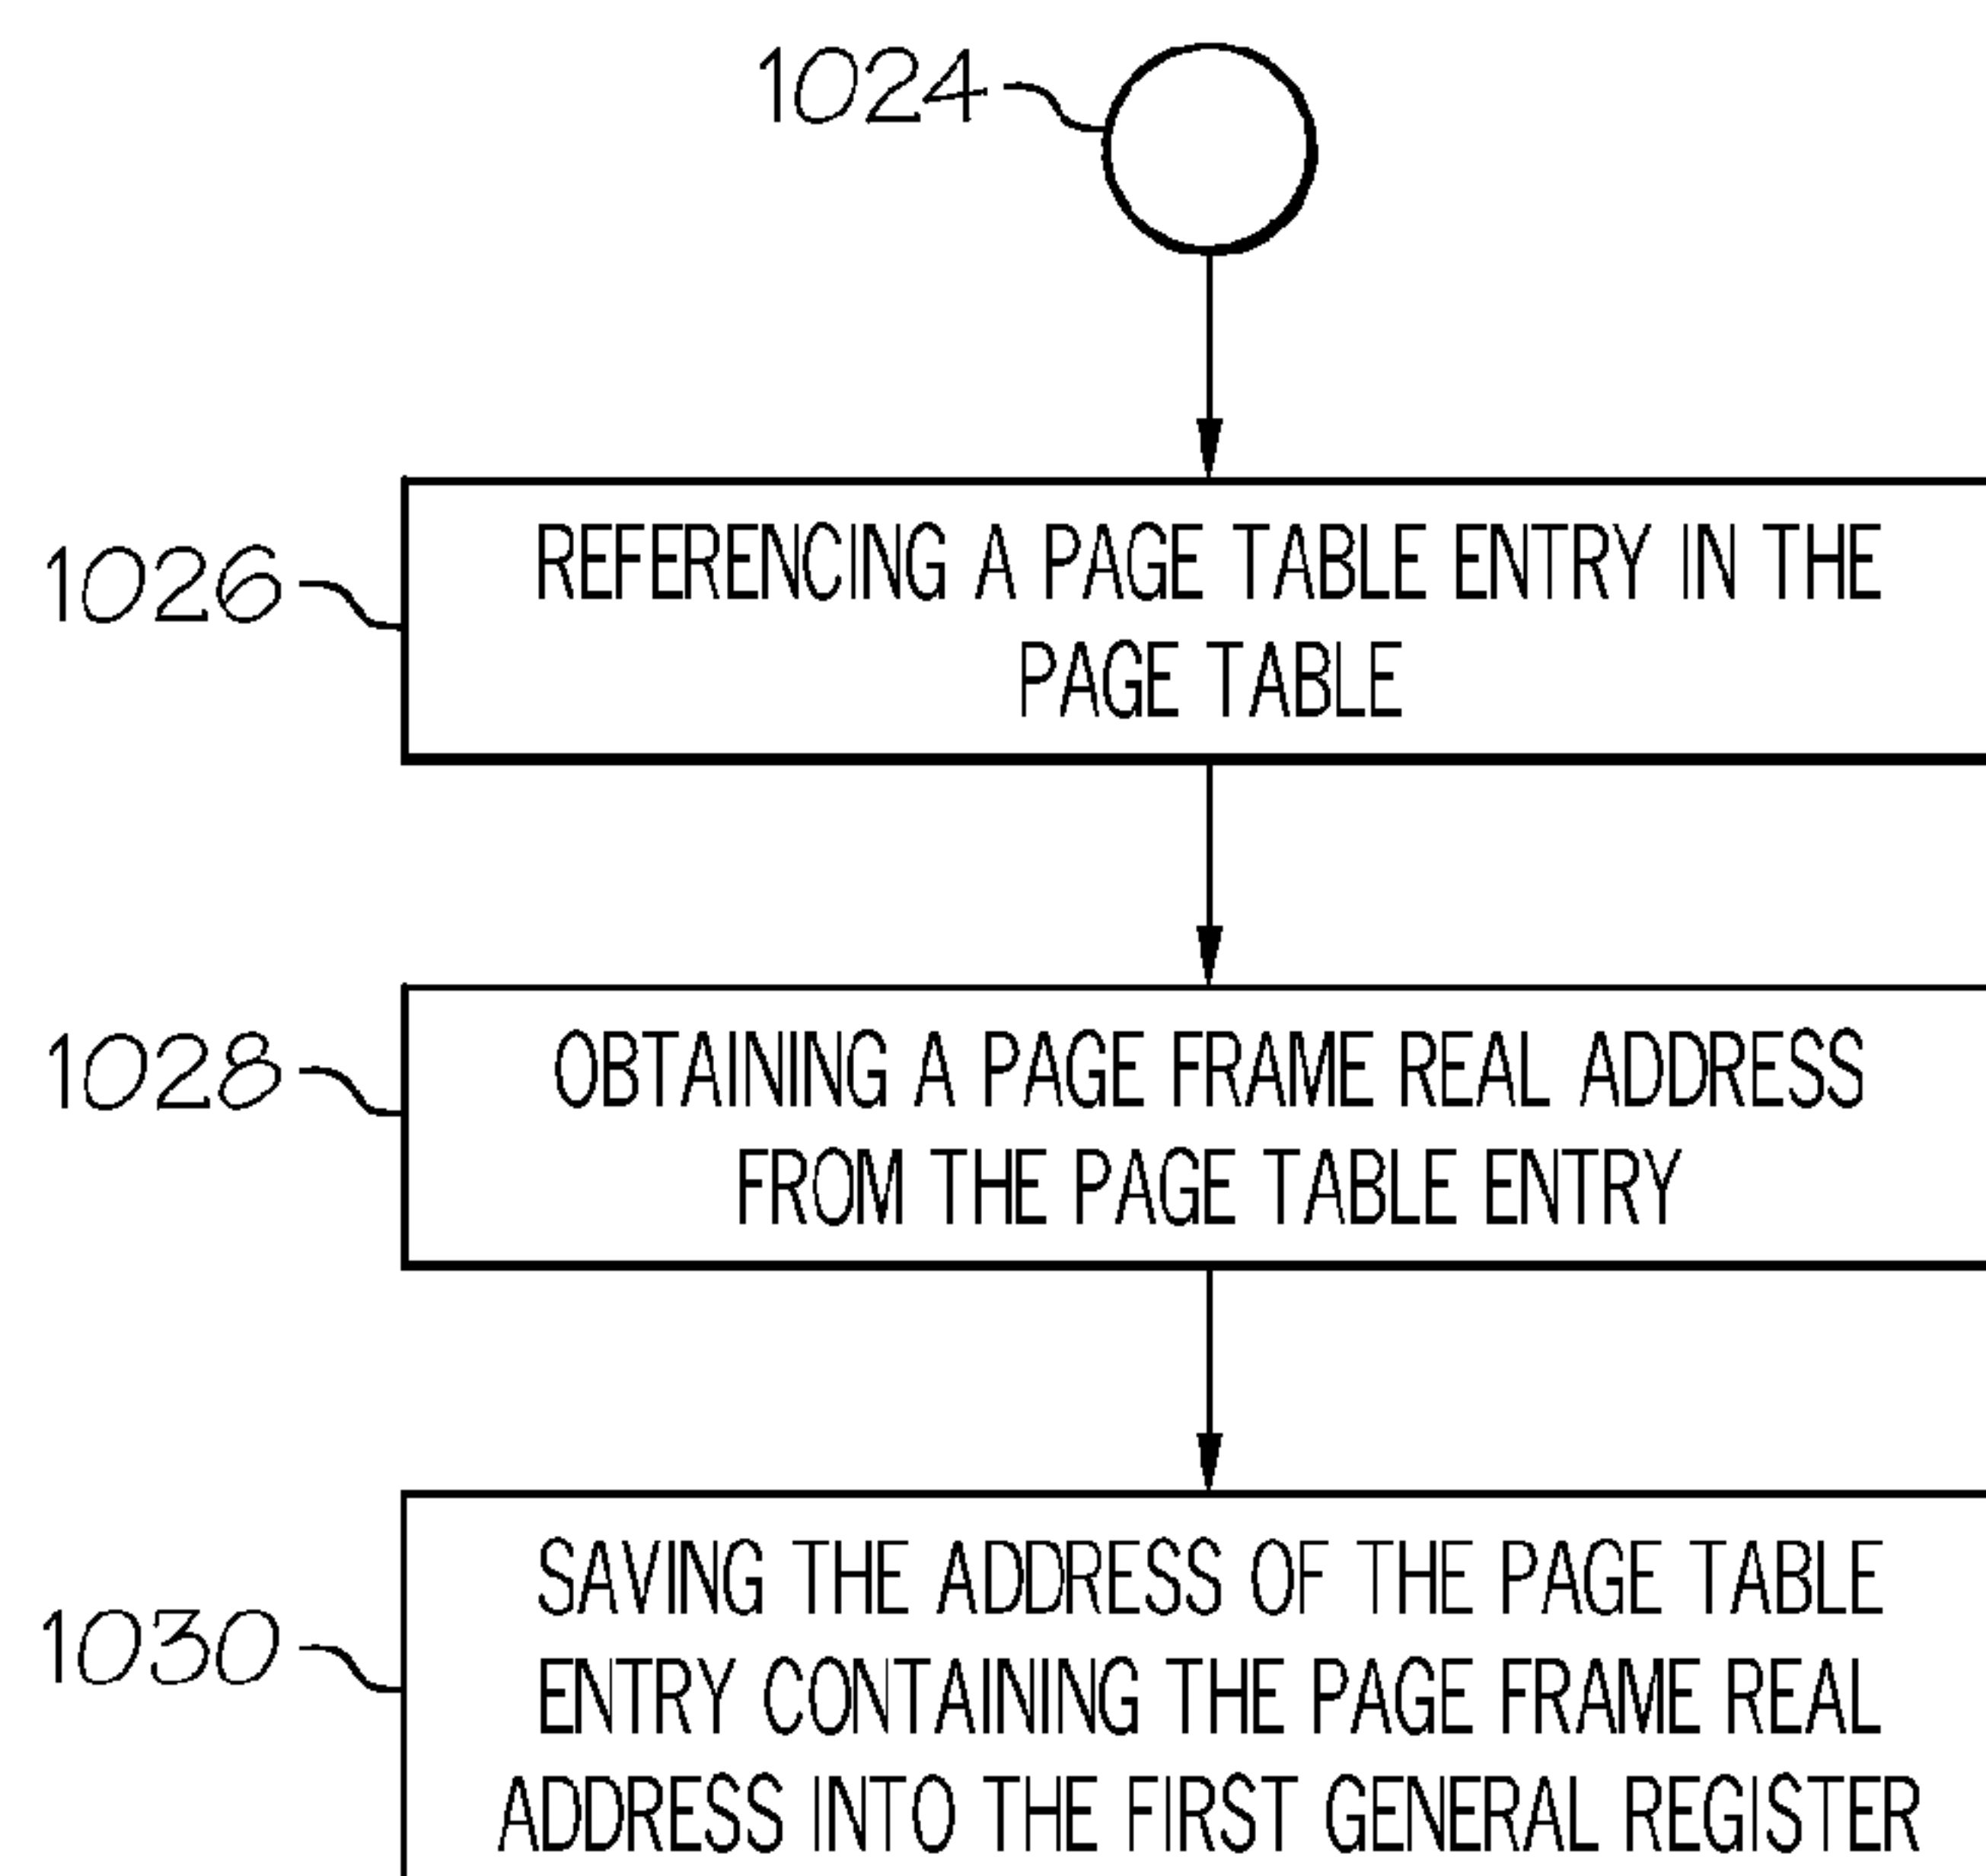 1024
1026
REFERENCING A PAGE TABLE ENTRY IN THE
PAGE TABLE
1028
OBTAINING A PAGE FRAME REAL ADDRESS
FROM THE PAGE TABLE ENTRY
1030
SAVING THE ADDRESS OF THE PAGE TABLE
ENTRY CONTAINING THE PAGE FRAME REAL
ADDRESS INTO THE FIRST GENERAL REGISTER